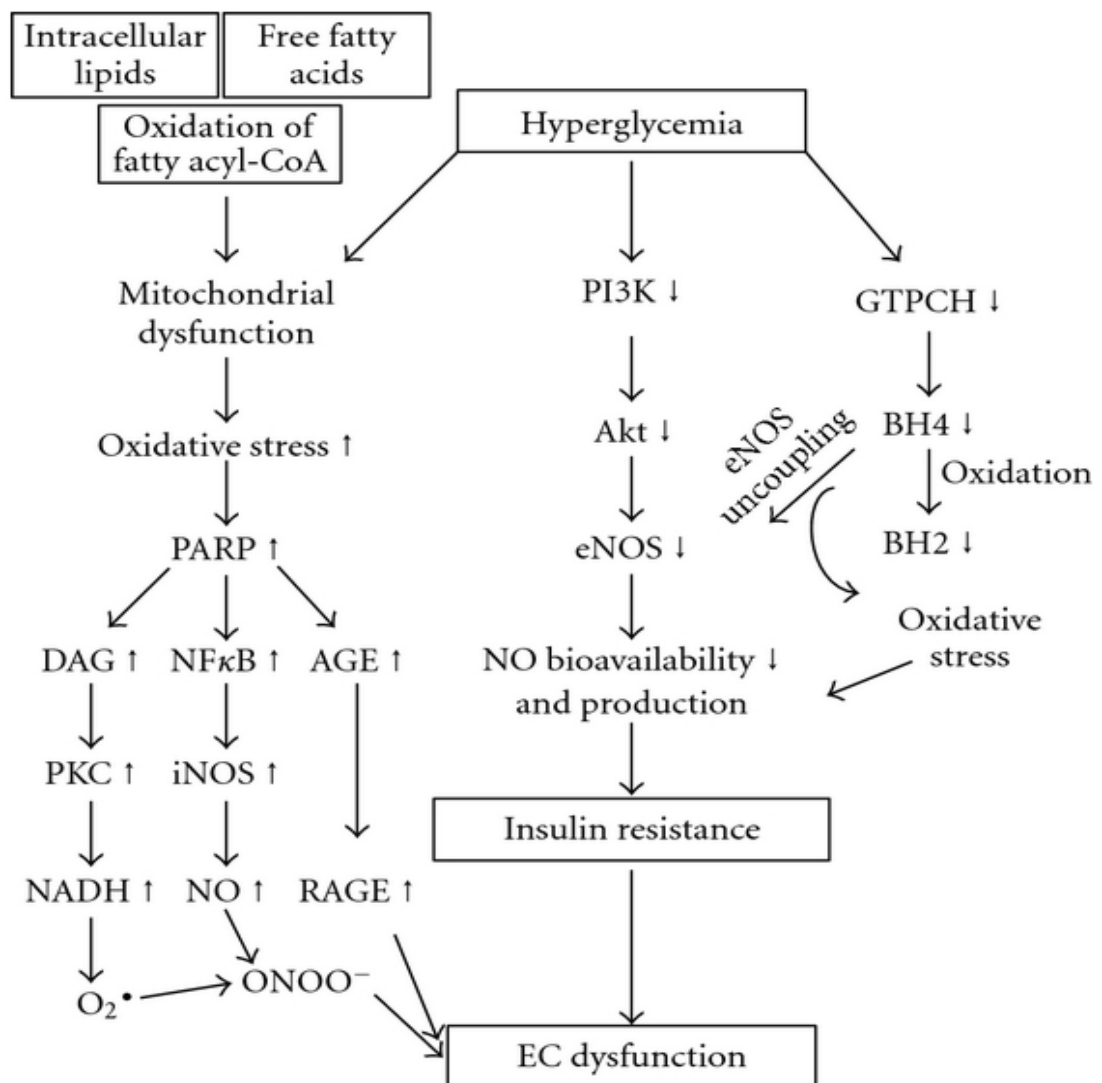 Intracellular
lipids
Free fatty
acids
Oxidation of
fatty acyl-CoA
Hyperglycemia
Mitochondrial
dysfunction
PI3K ↓
GTPCH ↓
Oxidative stress ↑
Akt ↓
eNOS
uncoupling
BH4 ↓
Oxidation
PARP ↑
eNOS ↓
BH2 ↓
Oxidative
stress
DAG ↑
NFκB ↑
AGE ↑
NO bioavailability ↓
and production
PKC ↑
iNOS ↑
Insulin resistance
NADH ↑
NO ↑
RAGE ↑
O₂•
ONOO⁻
EC dysfunction